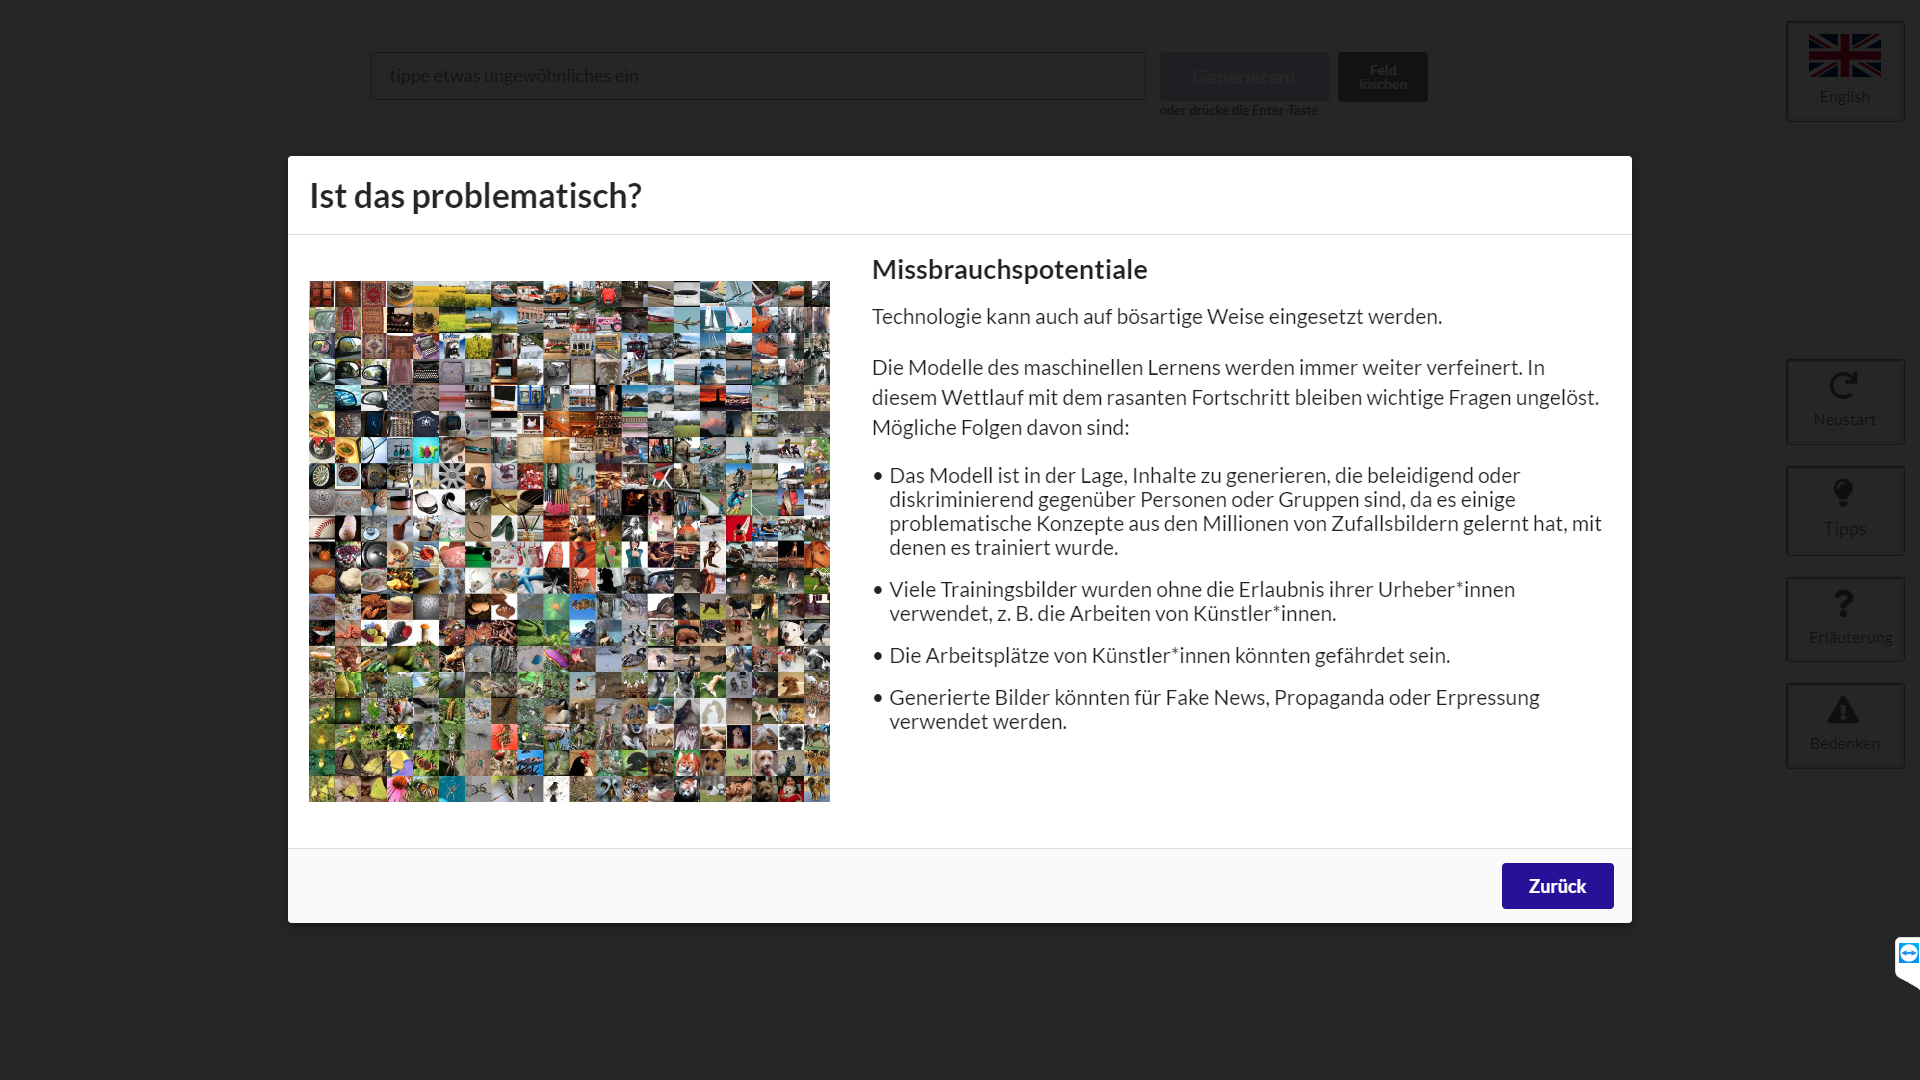 tippe etwas ungewöhnliches ein
Generieren!
oder drücke die Enter-Taste
Feld
löschen
English
Ist das problematisch?
Missbrauchspotentiale
Technologie kann auch auf bösartige Weise eingesetzt werden.
Die Modelle des maschinellen Lernens werden immer weiter verfeinert. In
diesem Wettlauf mit dem rasanten Fortschritt bleiben wichtige Fragen ungelöst.
Mögliche Folgen davon sind:
• Das Modell ist in der Lage, Inhalte zu generieren, die beleidigend oder
diskriminierend gegenüber Personen oder Gruppen sind, da es einige
problematische Konzepte aus den Millionen von Zufallsbildern gelernt hat, mit
denen es trainiert wurde.
• Viele Trainingsbilder wurden ohne die Erlaubnis ihrer Urheber*innen
verwendet, z. B. die Arbeiten von Künstler*innen.
• Die Arbeitsplätze von Künstler*innen könnten gefährdet sein.
• Generierte Bilder könnten für Fake News, Propaganda oder Erpressung
verwendet werden.
Zurück
Neustart
Tipps
Erläuterung
Bedenken